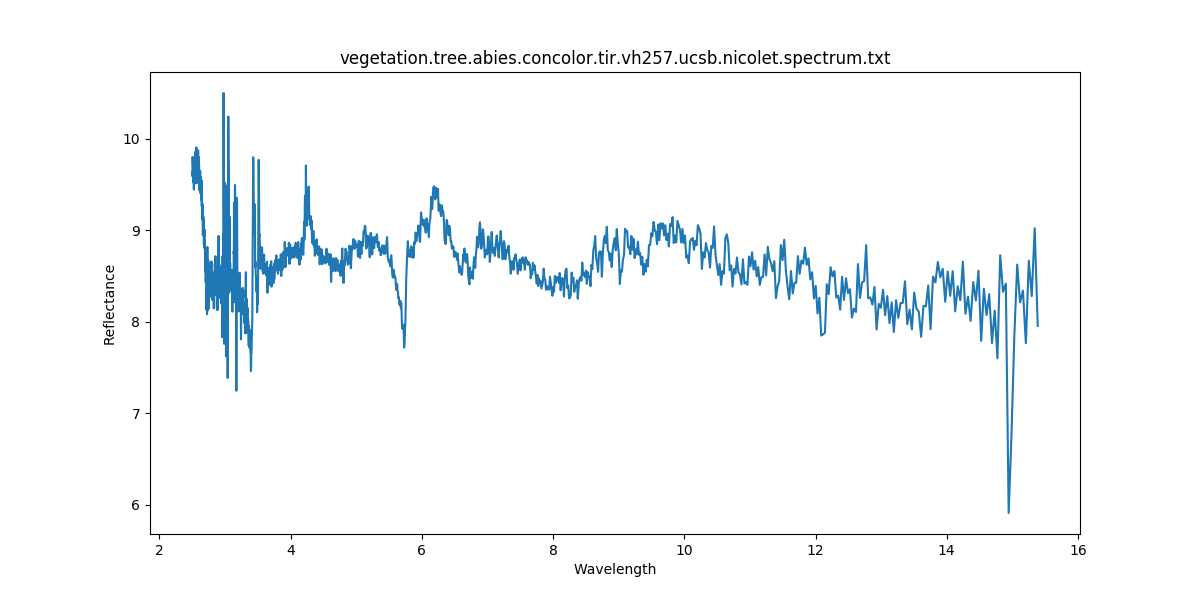 vegetation.tree.abies.concolor.tir.vh257.ucsb.nicolet.spectrum.txt
10
9
8
7
6
Reflectance
2 4 6 8 10 12 14 16
Wavelength